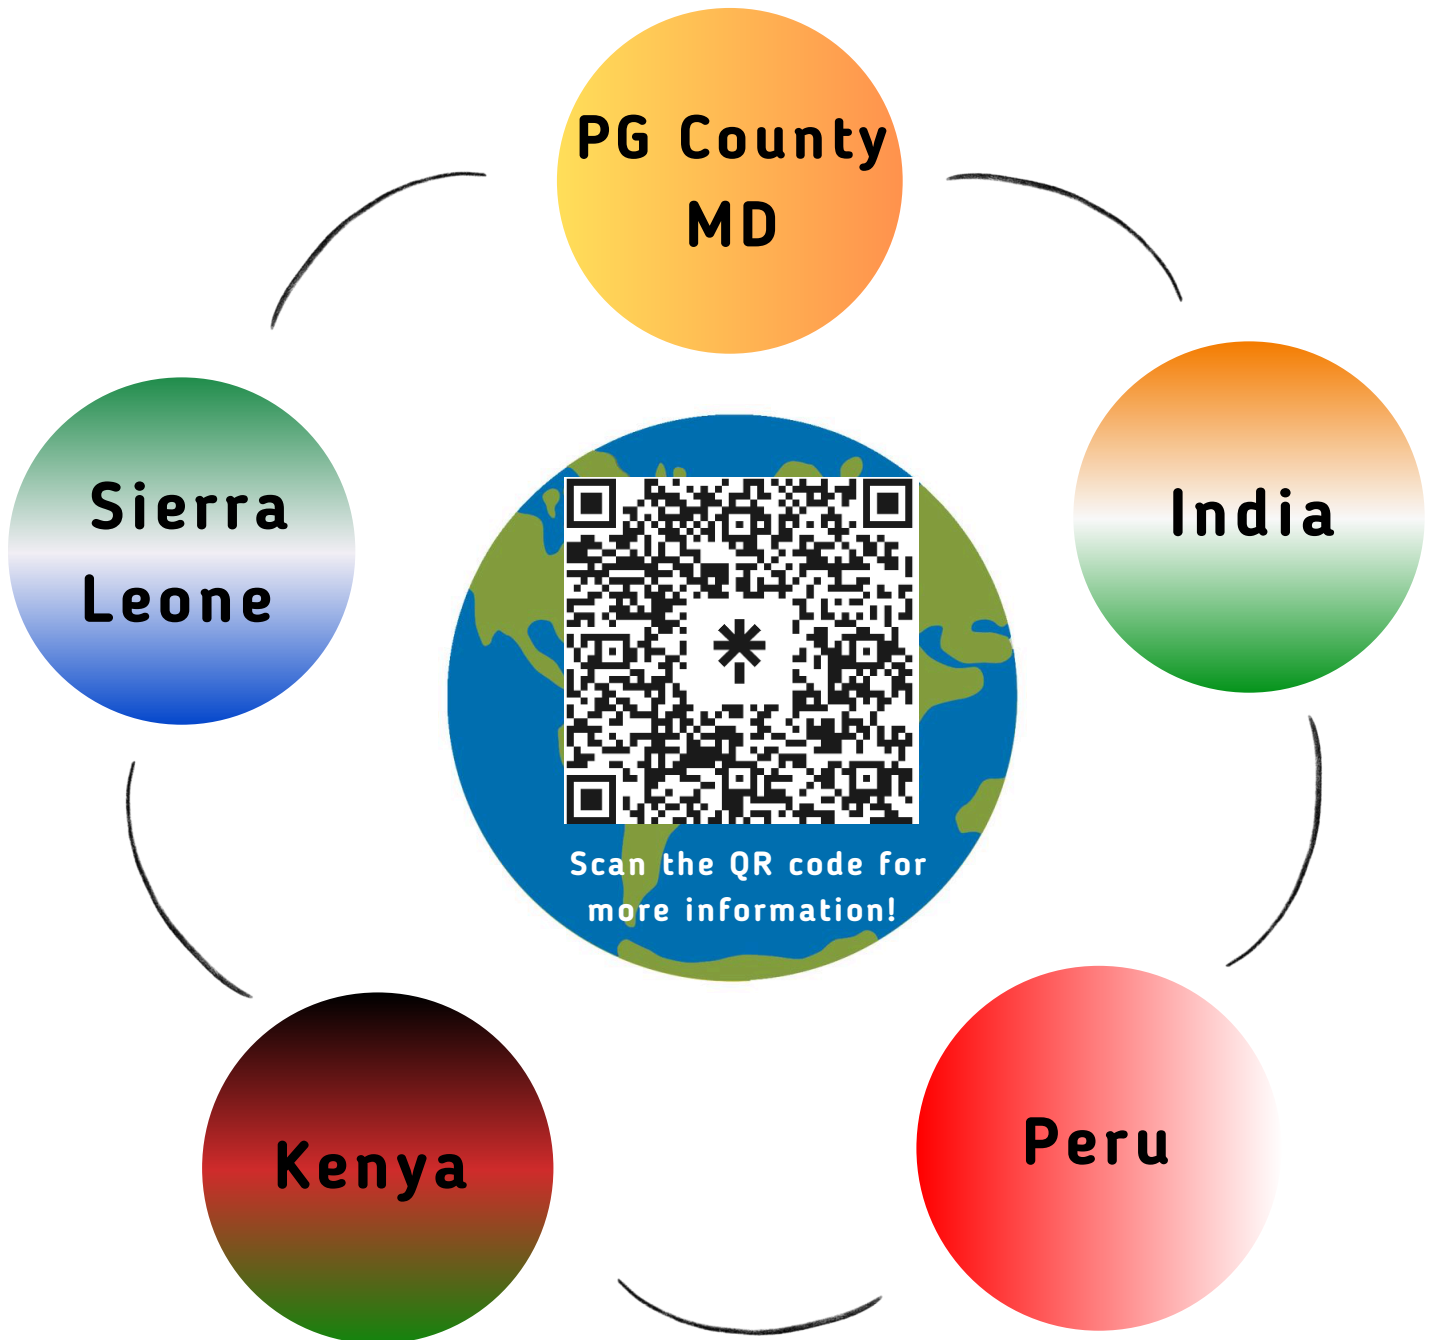 PG County
MD
India
Sierra
Leone
Scan the QR code for
more information!
Kenya
Peru